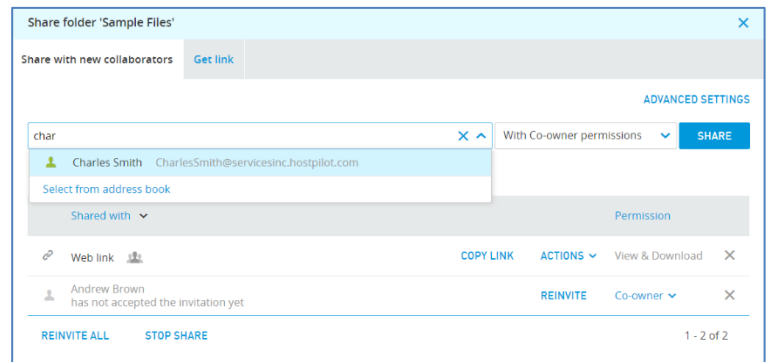 Share folder 'Sample Files'
Share with new collaborators Get link
ADVANCED SETTINGS
char With Co-owner permissions SHARE
Charles Smith CharlesSmith@servicesinc.hostpilot.com
Select from address book
Shared with Permission
Web link COPY LINK ACTIONS View & Download
Andrew Brown
has not accepted the invitation yet REINVITE Co-owner
REINVITE ALL STOP SHARE 1 - 2 of 2